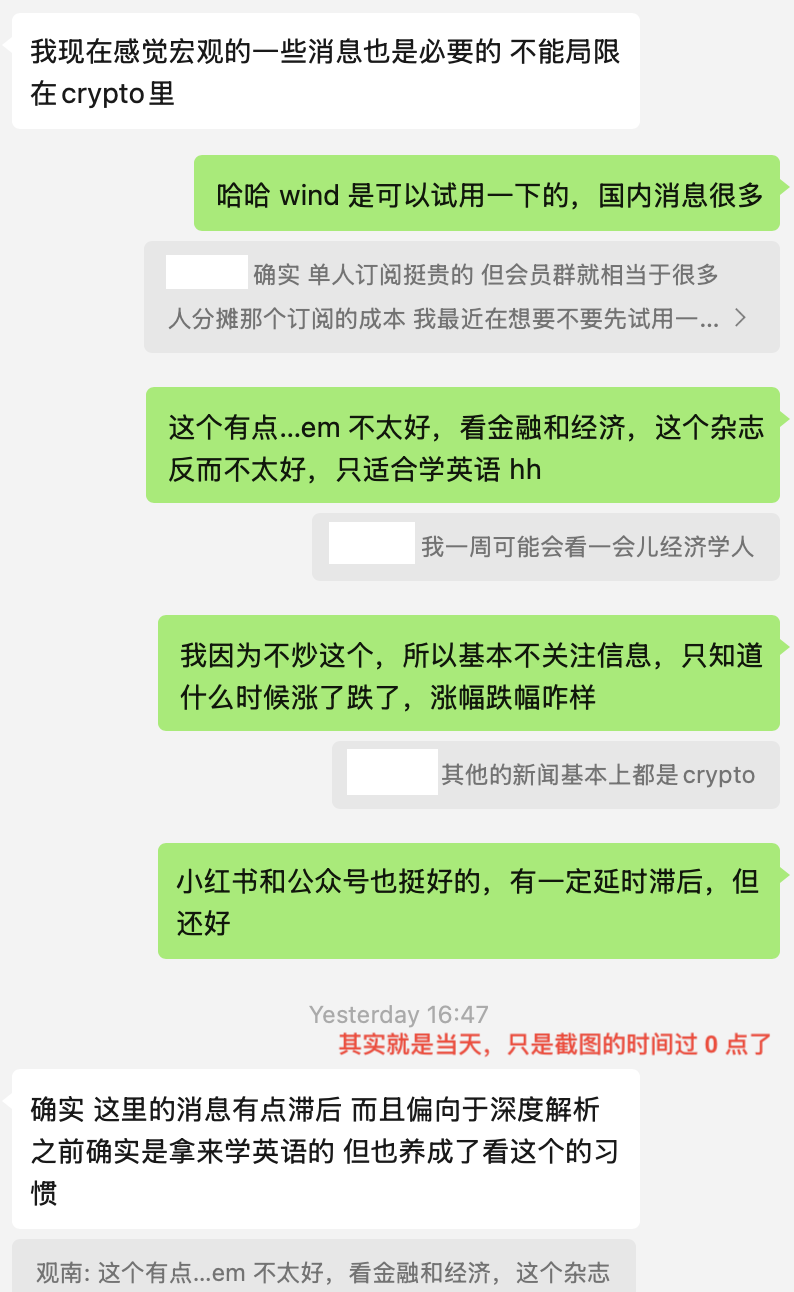 我现在感觉宏观的一些消息也是必要的 不能局限
在crypto里
哈哈 wind 是可以试用一下的，国内消息很多
确实 单人订阅挺贵的 但会员群就相当于很多
人分摊那个订阅的成本 我最近在想要不要先试用一...
这个有点...em 不太好，看金融和经济，这个杂志
反而不太好，只适合学英语 hh
我一周可能会看一会儿经济学人
我因为不炒这个，所以基本不关注信息，只知道
什么时候涨了跌了，涨幅跌幅咋样
其他的新闻基本上都是crypto
小红书和公众号也挺好的，有一定延时滞后，但
还好
Yesterday 16:47
其实就是当天，只是截图的时间过 0 点了
确实 这里的消息有点滞后 而且偏向于深度解析
之前确实是拿来学英语的 但也养成了看这个的习
惯
观南: 这个有点...em 不太好，看金融和经济，这个杂志